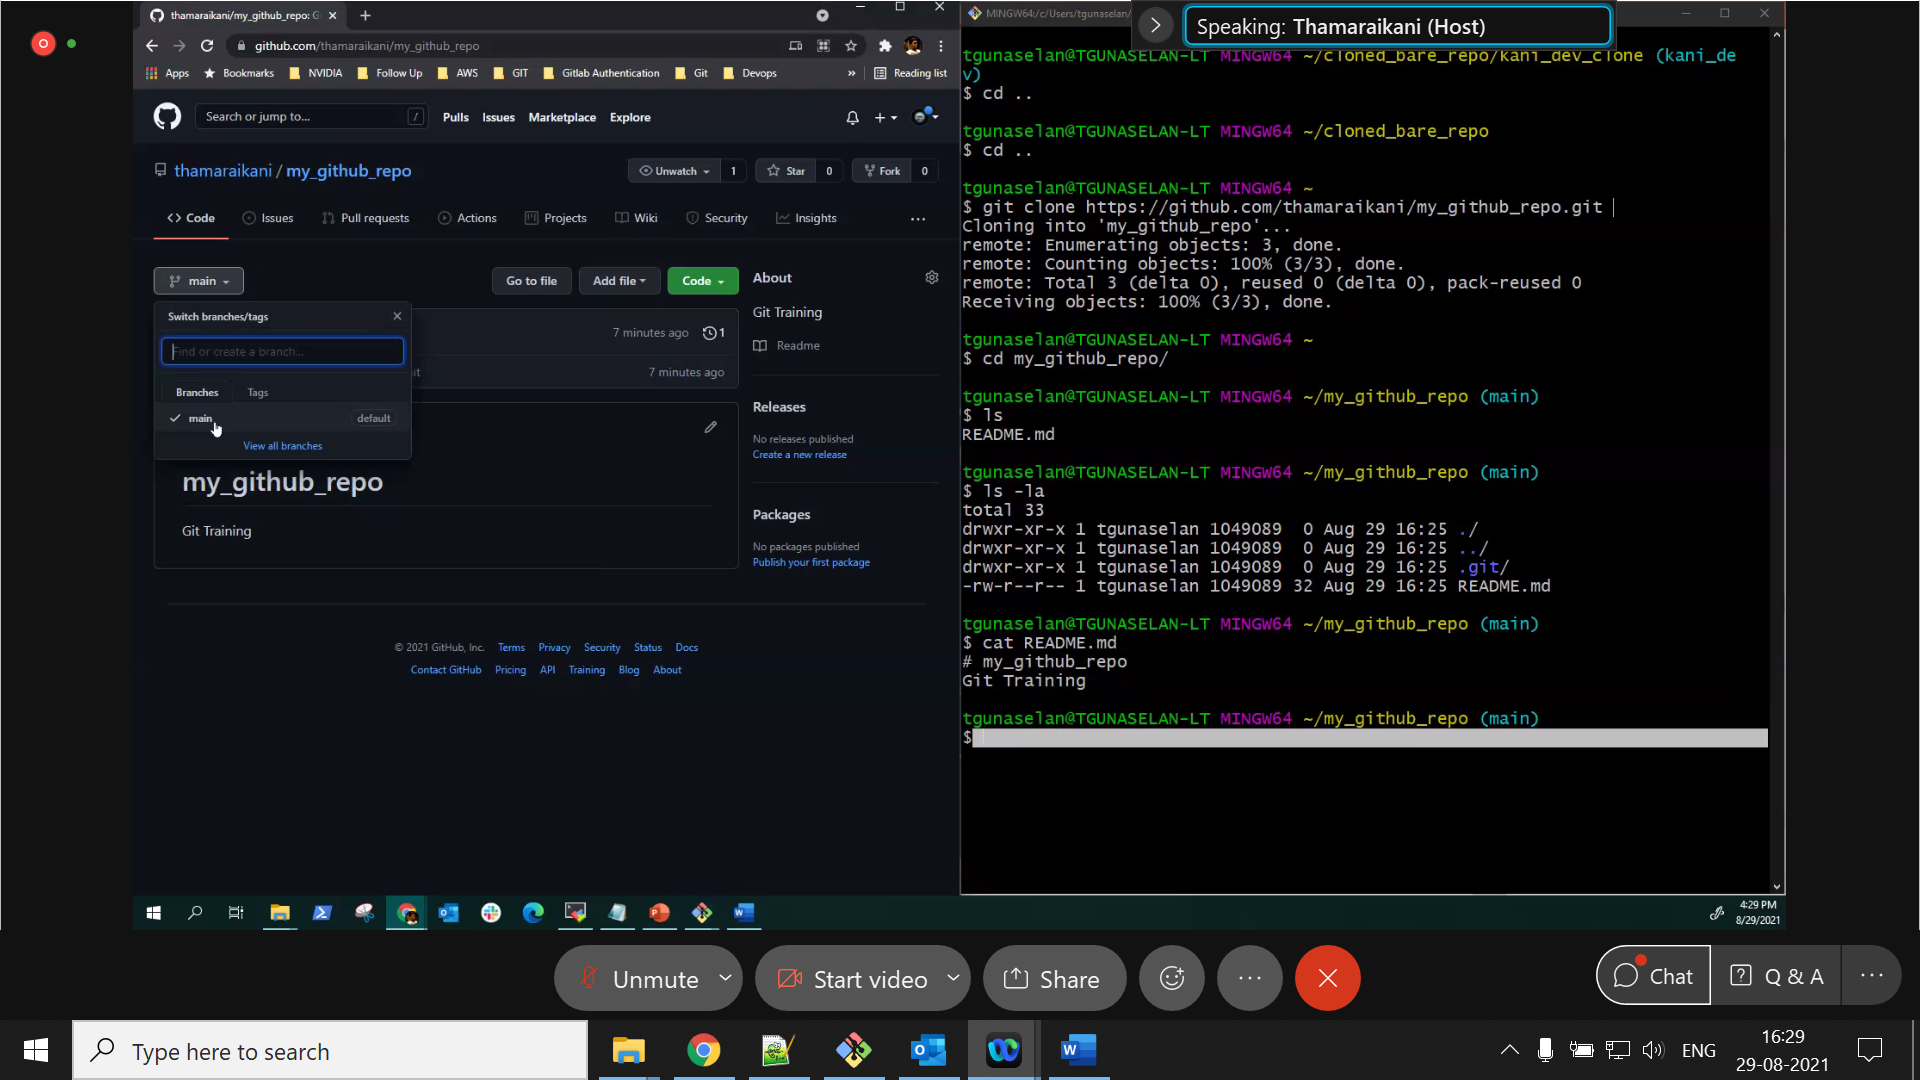 thamaraikani/my_github_repo: G
github.com/thamaraikani/my_github_repo
Apps
Bookmarks
NVIDIA
Follow Up
AWS
GIT
Gitlab Authentication
Git
Devops
»
Reading list
Search or jump to...
/
Pulls
Issues
Marketplace
Explore
thamaraikani / my_github_repo
Unwatch
1
Star
0
Fork
0
Code
Issues
Pull requests
Actions
Projects
Wiki
Security
Insights
main
Go to file
Add file
Code
Switch branches/tags
Find or create a branch...
Branches
Tags
main
default
View all branches
7 minutes ago
1
it
7 minutes ago
my_github_repo
Git Training
About
Git Training
Readme
Releases
No releases published
Create a new release
Packages
No packages published
Publish your first package
© 2021 GitHub, Inc.
Terms
Privacy
Security
Status
Docs
Contact GitHub
Pricing
API
Training
Blog
About
MINGW64:/c/Users/tgunaselan/
Speaking: Thamaraikani (Host)
tgunaselan@TGUNASELAN-LT MINGW64 ~/cloned_bare_repo/kani_dev_clone (kani_de
v)
$ cd ..
tgunaselan@TGUNASELAN-LT MINGW64 ~/cloned_bare_repo
$ cd ..
tgunaselan@TGUNASELAN-LT MINGW64 ~
$ git clone https://github.com/thamaraikani/my_github_repo.git
Cloning into 'my_github_repo'...
remote: Enumerating objects: 3, done.
remote: Counting objects: 100% (3/3), done.
remote: Total 3 (delta 0), reused 0 (delta 0), pack-reused 0
Receiving objects: 100% (3/3), done.
tgunaselan@TGUNASELAN-LT MINGW64 ~
$ cd my_github_repo/
tgunaselan@TGUNASELAN-LT MINGW64 ~/my_github_repo (main)
$ ls
README.md
tgunaselan@TGUNASELAN-LT MINGW64 ~/my_github_repo (main)
$ ls -la
total 33
drwxr-xr-x 1 tgunaselan 1049089  0 Aug 29 16:25 ./
drwxr-xr-x 1 tgunaselan 1049089  0 Aug 29 16:25 ../
drwxr-xr-x 1 tgunaselan 1049089  0 Aug 29 16:25 .git/
-rw-r--r-- 1 tgunaselan 1049089 32 Aug 29 16:25 README.md
tgunaselan@TGUNASELAN-LT MINGW64 ~/my_github_repo (main)
$ cat README.md
# my_github_repo
Git Training
tgunaselan@TGUNASELAN-LT MINGW64 ~/my_github_repo (main)
$
4:29 PM
8/29/2021
Unmute
Start video
Share
Chat
Q & A
Type here to search
ENG
16:29
29-08-2021